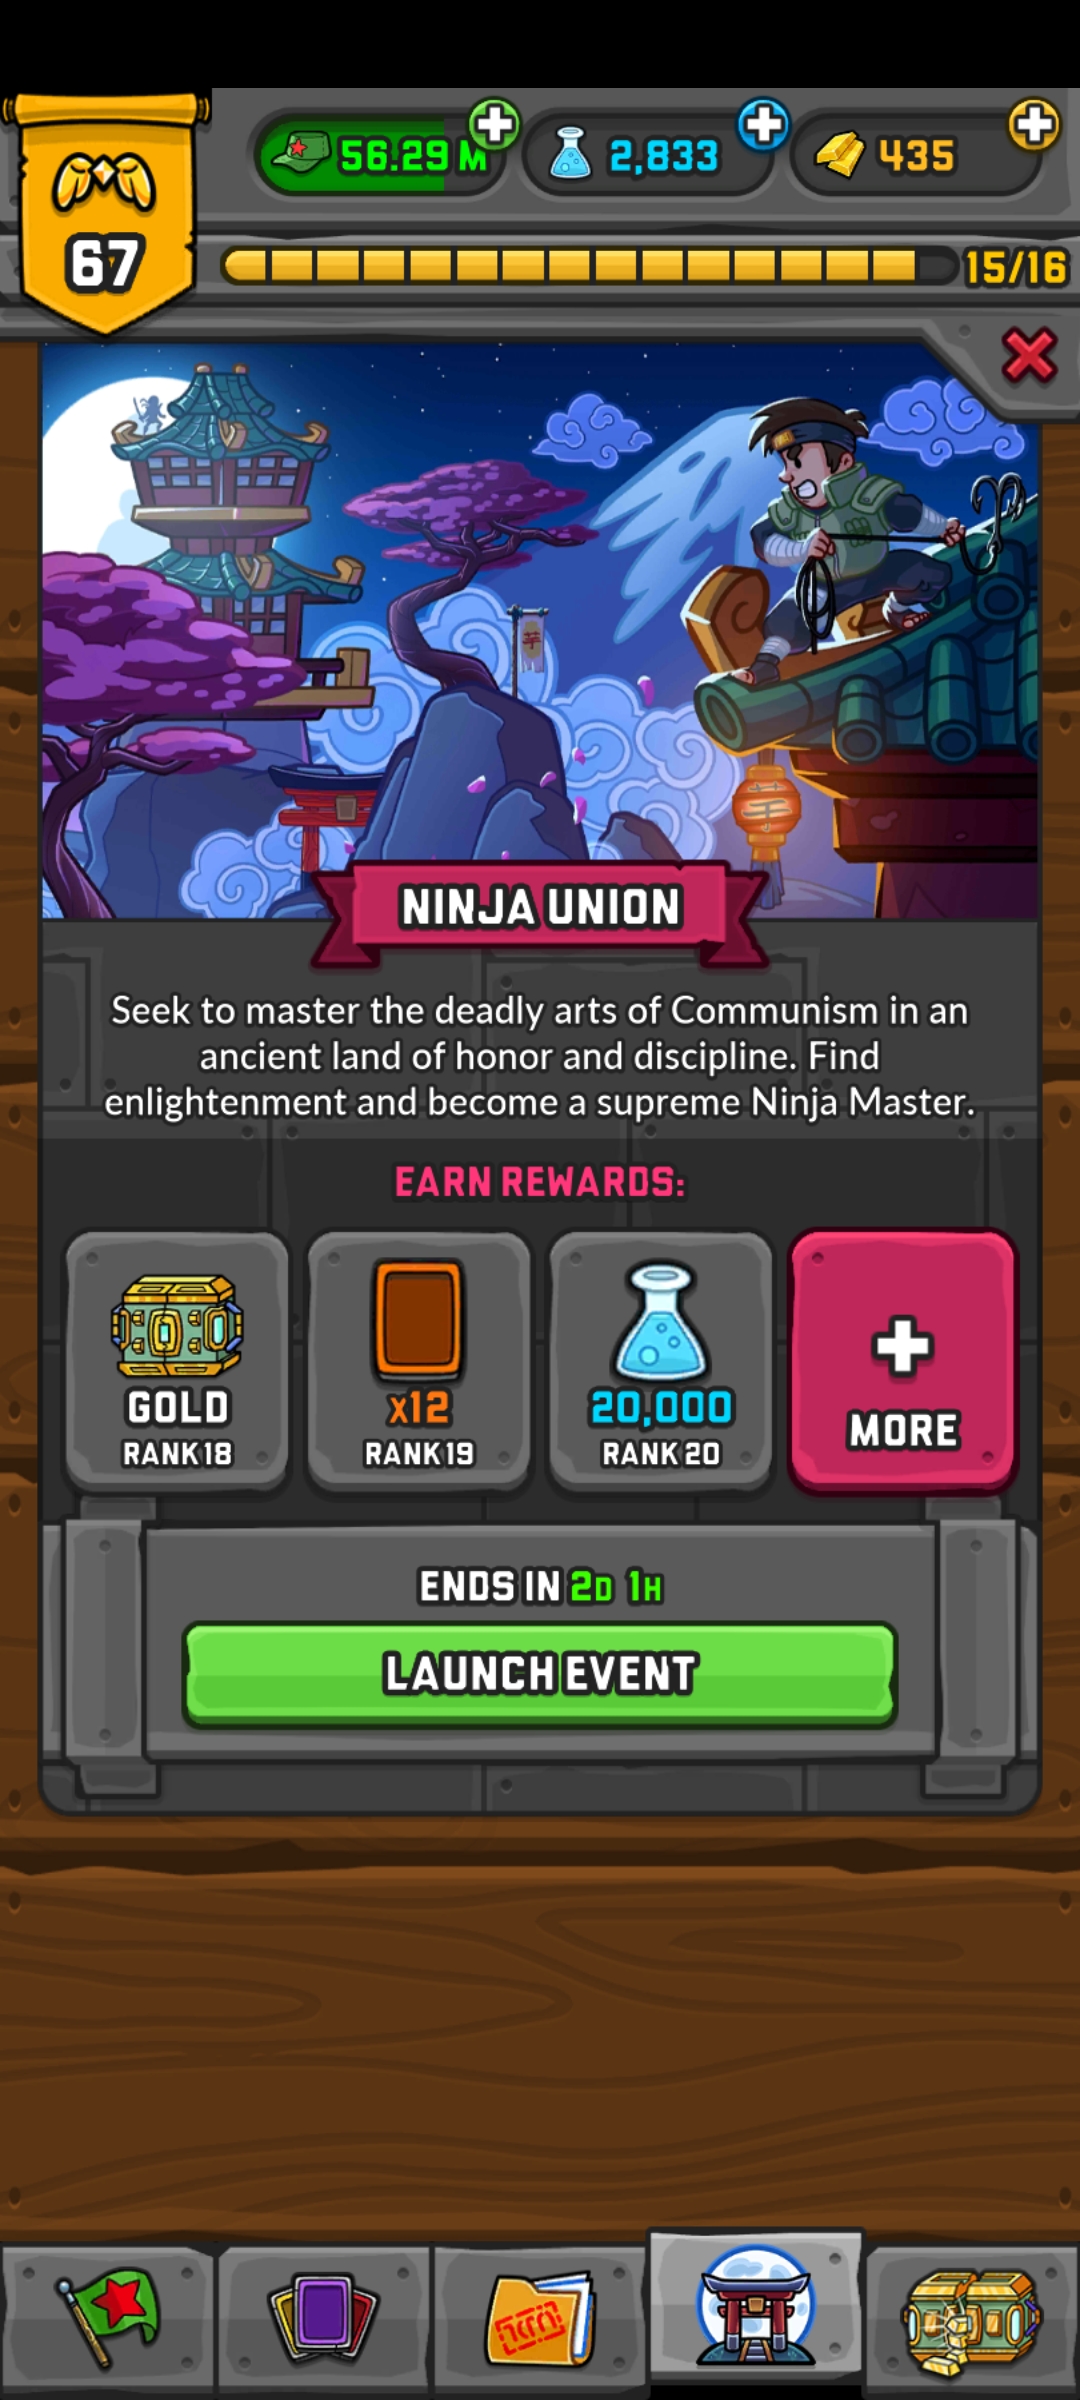 56.29 M
2,833
435
67
15/16
NINJA UNION
Seek to master the deadly arts of Communism in an
ancient land of honor and discipline. Find
enlightenment and become a supreme Ninja Master.
EARN REWARDS:
GOLD
RANK 18
x12
RANK 19
20,000
RANK 20
MORE
ENDS IN 2D 1H
LAUNCH EVENT